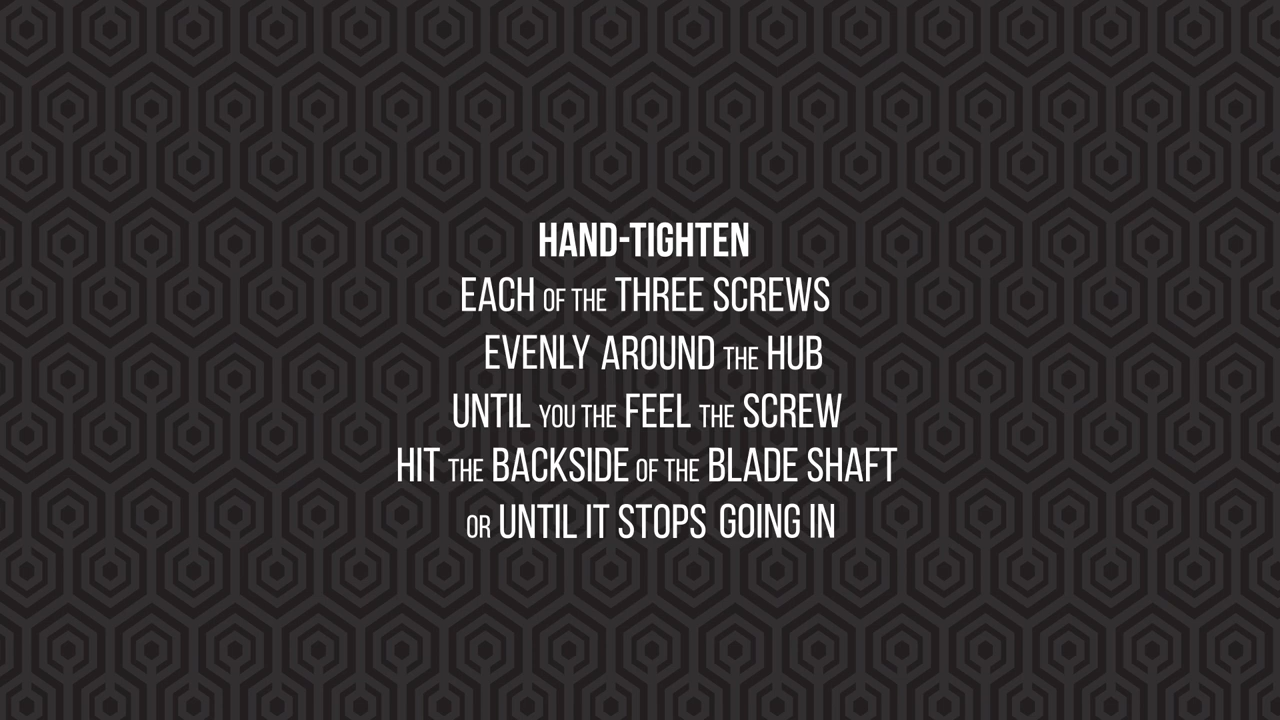 HAND-TIGHTEN
EACH OF THE THREE SCREWS
EVENLY AROUND THE HUB
UNTIL YOU THE FEEL THE SCREW
HIT THE BACKSIDE OF THE BLADE SHAFT
OR UNTIL IT STOPS GOING IN